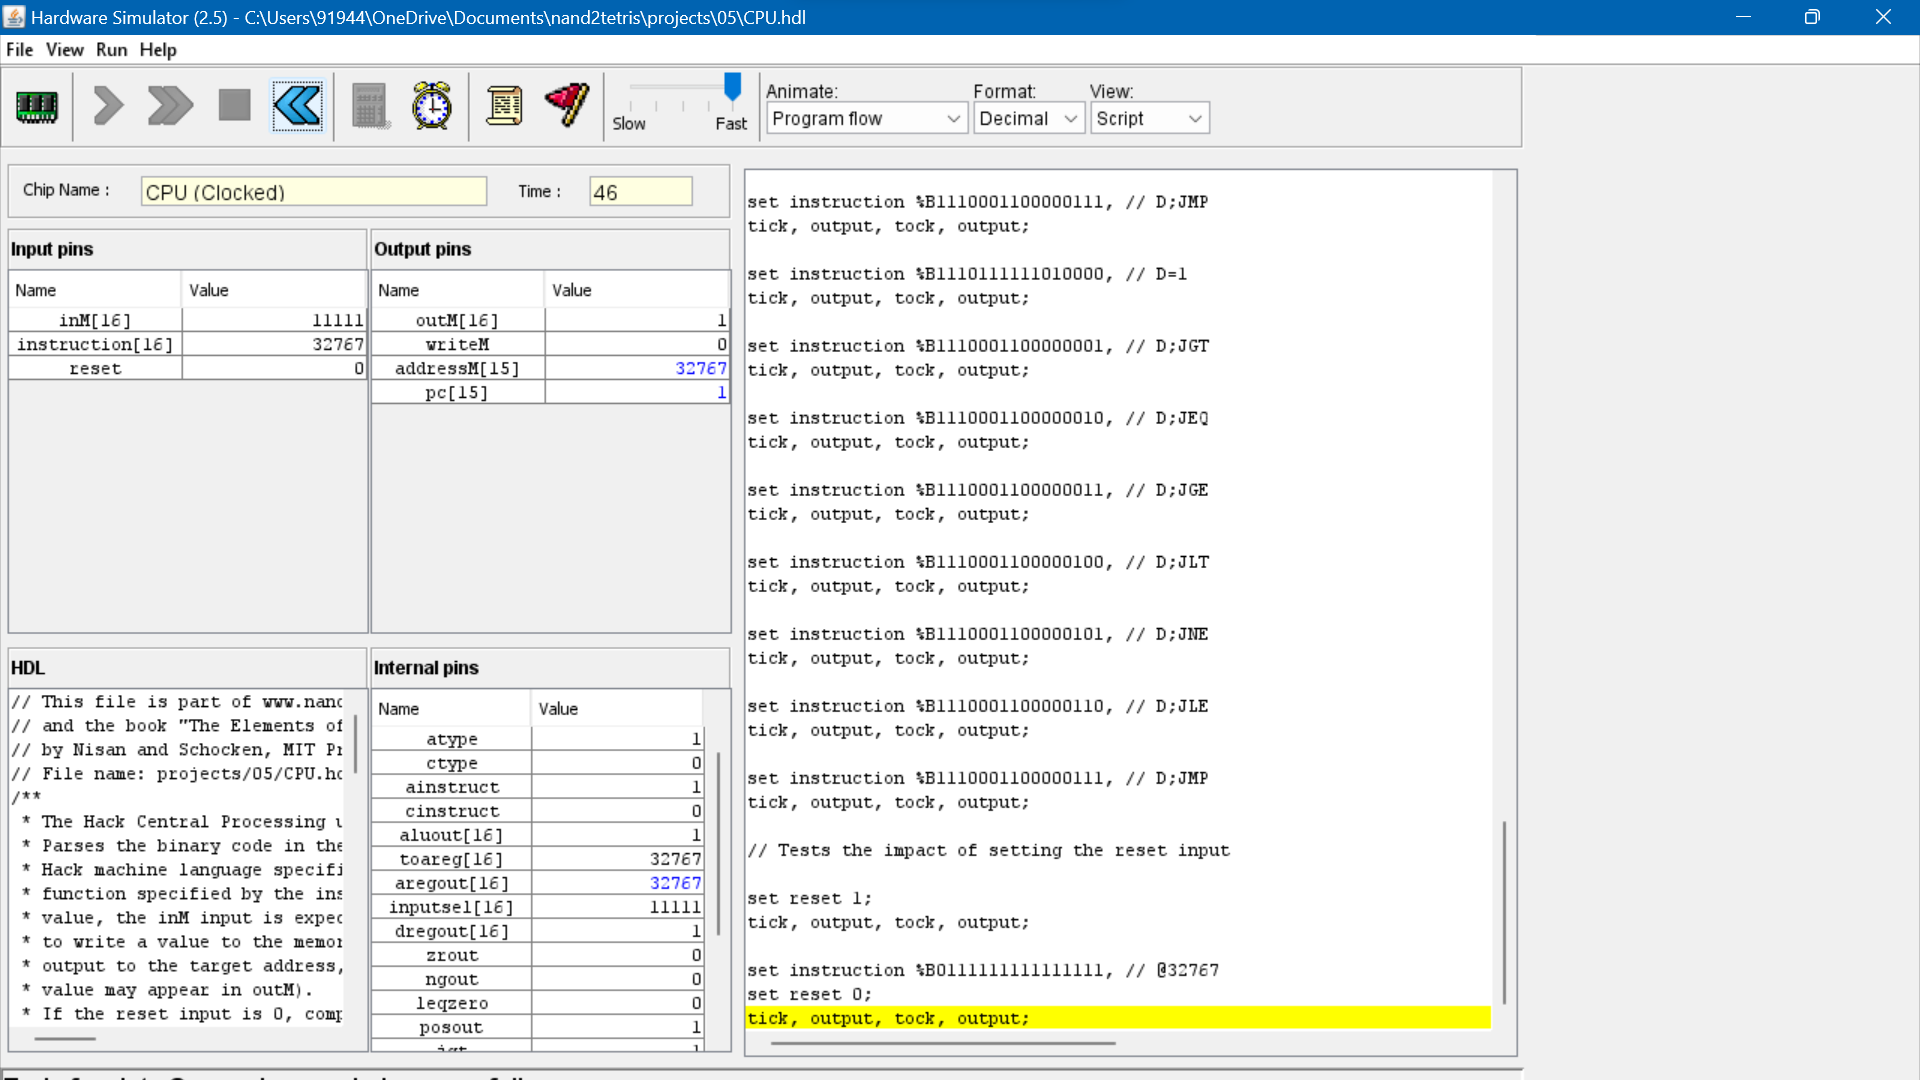 Hardware Simulator (2.5) - C:\Users\91944\OneDrive\Documents\nand2tetris\projects\05\CPU.hdl
File View Run Help
Slow Fast
Animate: Format: View:
Program flow Decimal Script
Chip Name : CPU (Clocked) Time : 46
Input pins
Name Value
inM[16] 11111
instruction[16] 32767
reset 0
Output pins
Name Value
outM[16] 1
writeM 0
addressM[15] 32767
pc[15] 1
HDL
// This file is part of www.nand
// and the book "The Elements of
// by Nisan and Schocken, MIT Pr
// File name: projects/05/CPU.hd
/**
* The Hack Central Processing u
* Parses the binary code in the
* Hack machine language specifi
* function specified by the ins
* value, the inM input is expec
* to write a value to the memor
* output to the target address,
* value may appear in outM).
* If the reset input is 0, comp
Internal pins
Name Value
atype 1
ctype 0
ainstruct 1
cinstruct 0
aluout[16] 1
toareg[16] 32767
aregout[16] 32767
inputsel[16] 11111
dregout[16] 1
zrout 0
ngout 0
leqzero 0
posout 1
jgt 1
set instruction %B1110001100000111, // D;JMP
tick, output, tock, output;
set instruction %B1110111111010000, // D=1
tick, output, tock, output;
set instruction %B1110001100000001, // D;JGT
tick, output, tock, output;
set instruction %B1110001100000010, // D;JEQ
tick, output, tock, output;
set instruction %B1110001100000011, // D;JGE
tick, output, tock, output;
set instruction %B1110001100000100, // D;JLT
tick, output, tock, output;
set instruction %B1110001100000101, // D;JNE
tick, output, tock, output;
set instruction %B1110001100000110, // D;JLE
tick, output, tock, output;
set instruction %B1110001100000111, // D;JMP
tick, output, tock, output;
// Tests the impact of setting the reset input
set reset 1;
tick, output, tock, output;
set instruction %B0111111111111111, // @32767
set reset 0;
tick, output, tock, output;